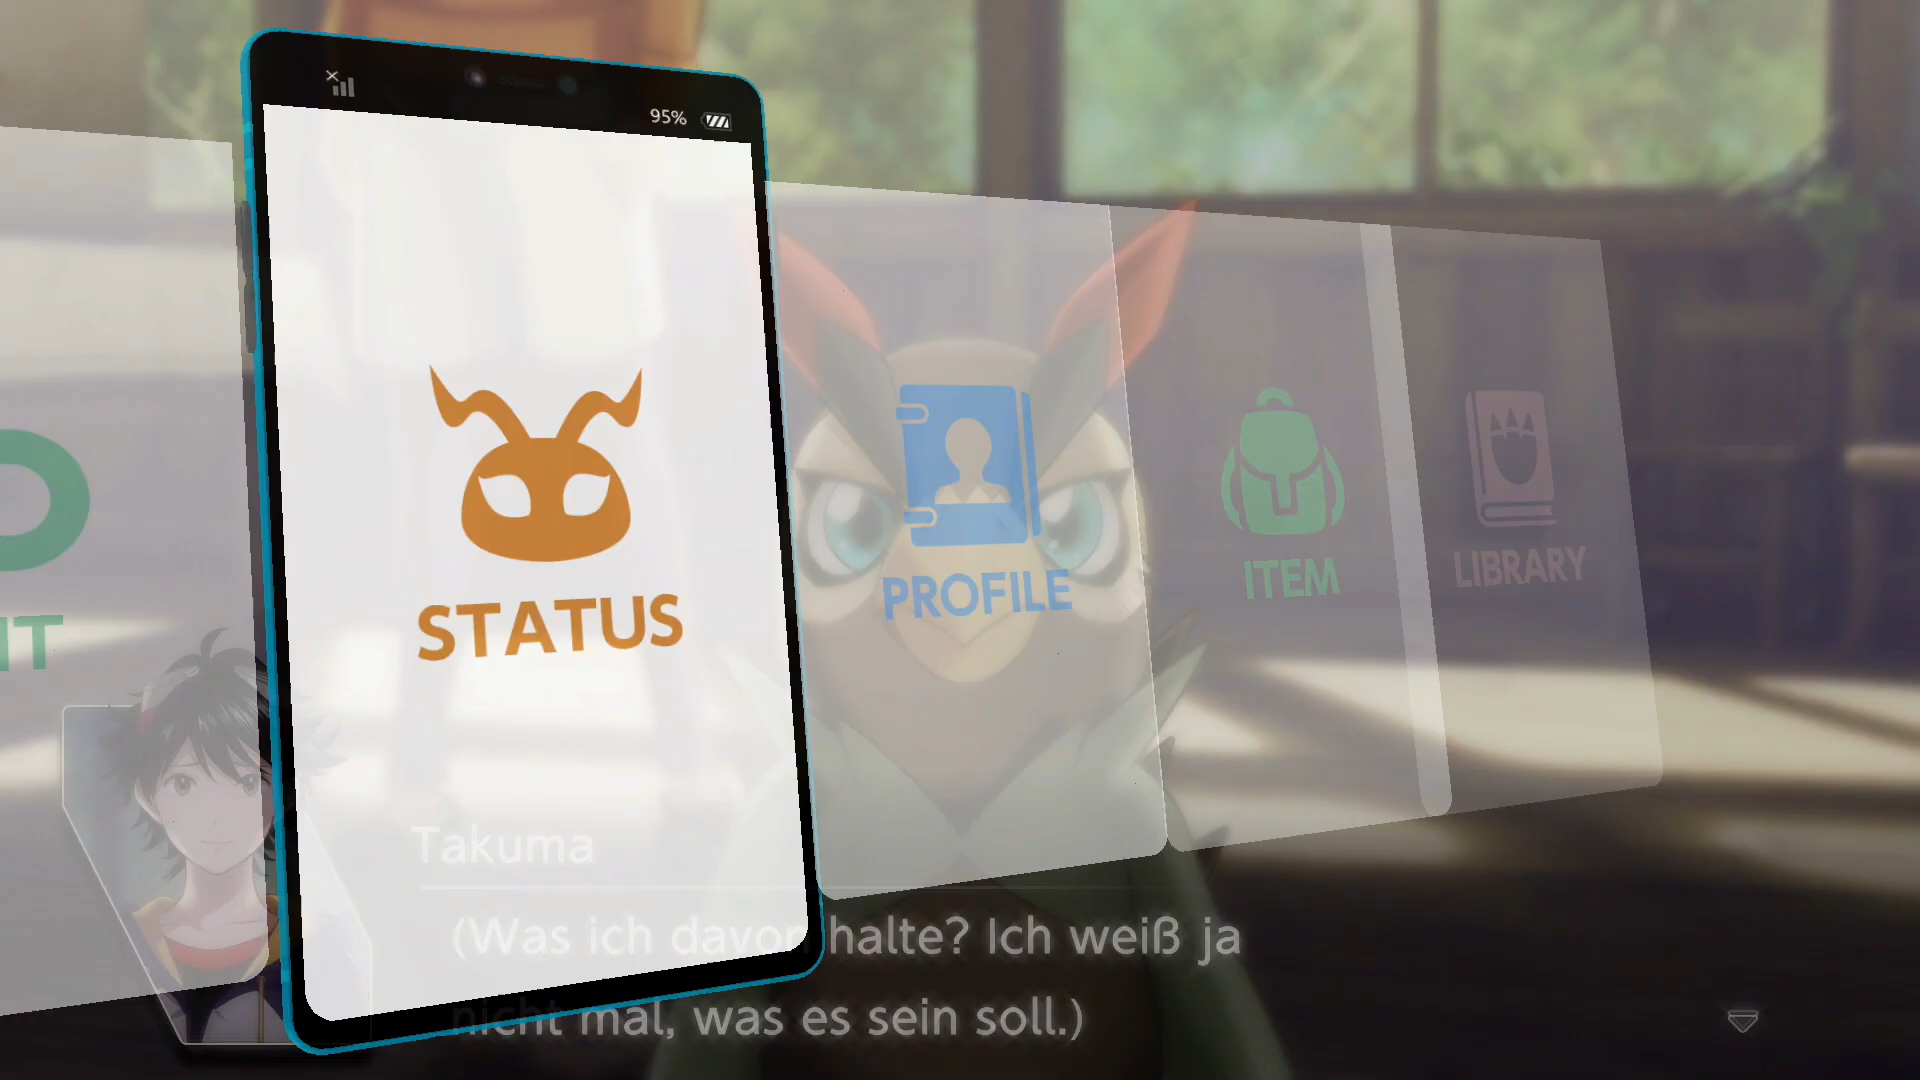 95%
IT
STATUS
PROFILE
ITEM
LIBRARY
Takuma
(Was ich davon halte? Ich weiß ja
nicht mal, was es sein soll.)